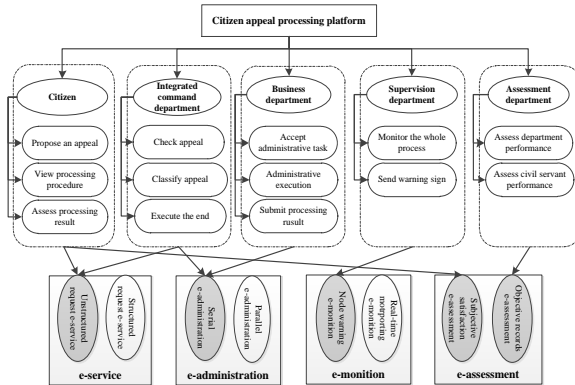 Citizen appeal processing platform
Citizen
Integrated
command
department
Business
department
Supervision
department
Assessment
department
Propose an appeal
View processing
procedure
Assess processing
result
Check appeal
Classify appeal
Execute the end
Accept
administrative task
Administrative
execution
Submit processing
rusult
Monitor the whole
process
Send warning sign
Assess department
performance
Assess civil servant
performance
Unstructured
request e-service
Structured
request e-service
e-service
Serial
e-administration
Parallel
e-administration
e-administration
Node warning
e-monition
Real-time
motnporting
e-monition
e-monition
Subjective
satisfaction
e-assessment
Objective records
e-assessment
e-assessment